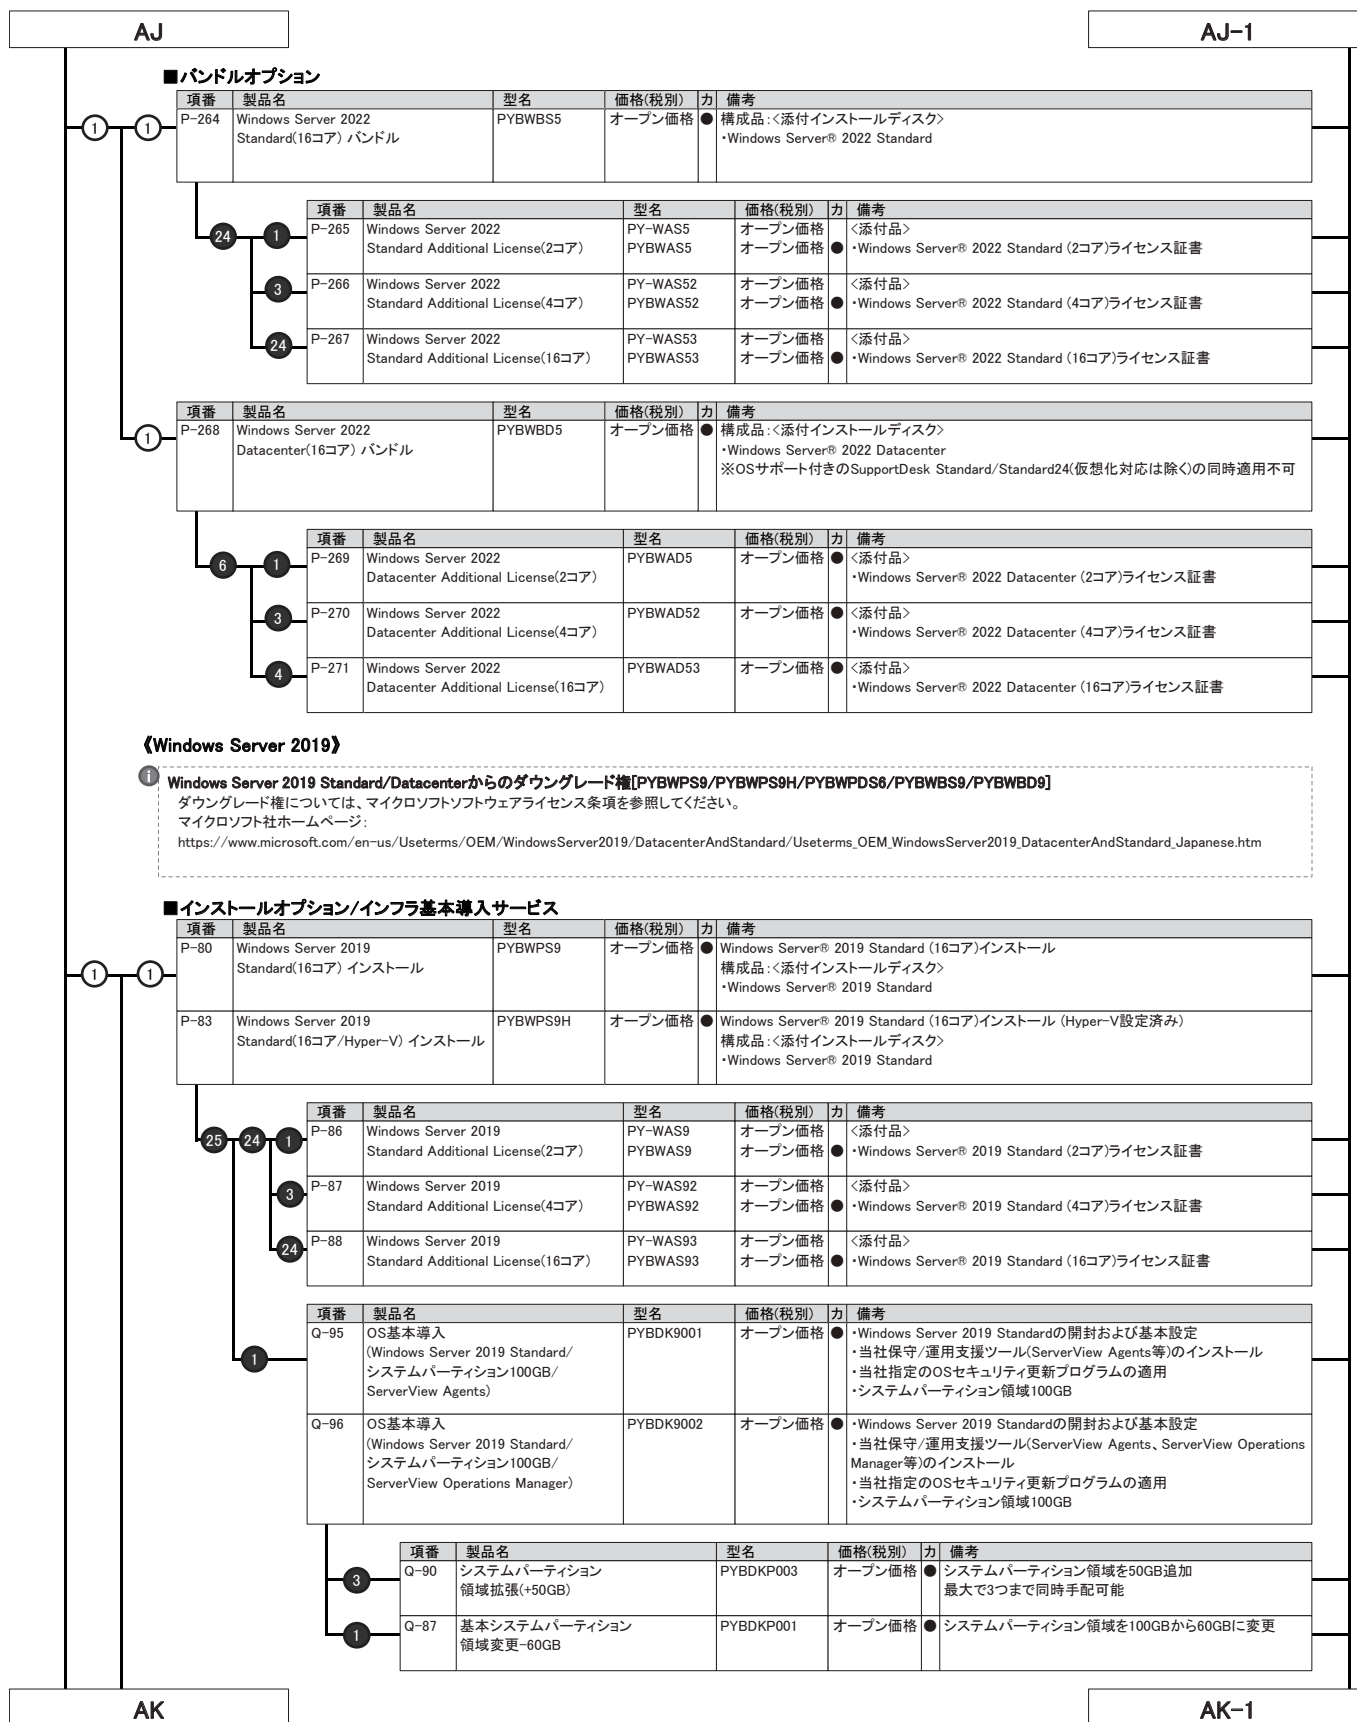 AJ
AJ-1
■バンドルオプション
項番 製品名 型名 価格(税別) カ 備考
① ① P-264 Windows Server 2022 PYBWBS5 オープン価格 ● 構成品:<添付インストールディスク>
Standard(16コア) バンドル ・Windows Server® 2022 Standard
項番 製品名 型名 価格(税別) カ 備考
24 1 P-265 Windows Server 2022 PY-WAS5 オープン価格 <添付品>
Standard Additional License(2コア) PYBWAS5 オープン価格 ● ・Windows Server® 2022 Standard (2コア)ライセンス証書
3 P-266 Windows Server 2022 PY-WAS52 オープン価格 <添付品>
Standard Additional License(4コア) PYBWAS52 オープン価格 ● ・Windows Server® 2022 Standard (4コア)ライセンス証書
24 P-267 Windows Server 2022 PY-WAS53 オープン価格 <添付品>
Standard Additional License(16コア) PYBWAS53 オープン価格 ● ・Windows Server® 2022 Standard (16コア)ライセンス証書
項番 製品名 型名 価格(税別) カ 備考
① P-268 Windows Server 2022 PYBWBD5 オープン価格 ● 構成品:<添付インストールディスク>
Datacenter(16コア) バンドル ・Windows Server® 2022 Datacenter
※OSサポート付きのSupportDesk Standard/Standard24(仮想化対応は除く)の同時適用不可
項番 製品名 型名 価格(税別) カ 備考
6 1 P-269 Windows Server 2022 PYBWAD5 オープン価格 ● <添付品>
Datacenter Additional License(2コア) ・Windows Server® 2022 Datacenter (2コア)ライセンス証書
3 P-270 Windows Server 2022 PYBWAD52 オープン価格 ● <添付品>
Datacenter Additional License(4コア) ・Windows Server® 2022 Datacenter (4コア)ライセンス証書
4 P-271 Windows Server 2022 PYBWAD53 オープン価格 ● <添付品>
Datacenter Additional License(16コア) ・Windows Server® 2022 Datacenter (16コア)ライセンス証書
《Windows Server 2019》
i Windows Server 2019 Standard/Datacenterからのダウングレード権[PYBWPS9/PYBWPS9H/PYBWPDS6/PYBWBS9/PYBWBD9]
ダウングレード権については、マイクロソフトソフトウェアライセンス条項を参照してください。
マイクロソフト社ホームページ:
https://www.microsoft.com/en-us/Useterms/OEM/WindowsServer2019/DatacenterAndStandard/Useterms_OEM_WindowsServer2019_DatacenterAndStandard_Japanese.htm
■インストールオプション/インフラ基本導入サービス
項番 製品名 型名 価格(税別) カ 備考
① ① P-80 Windows Server 2019 PYBWPS9 オープン価格 ● Windows Server® 2019 Standard (16コア)インストール
Standard(16コア) インストール 構成品:<添付インストールディスク>
・Windows Server® 2019 Standard
P-83 Windows Server 2019 PYBWPS9H オープン価格 ● Windows Server® 2019 Standard (16コア)インストール (Hyper-V設定済み)
Standard(16コア/Hyper-V) インストール 構成品:<添付インストールディスク>
・Windows Server® 2019 Standard
項番 製品名 型名 価格(税別) カ 備考
25 24 1 P-86 Windows Server 2019 PY-WAS9 オープン価格 <添付品>
Standard Additional License(2コア) PYBWAS9 オープン価格 ● ・Windows Server® 2019 Standard (2コア)ライセンス証書
3 P-87 Windows Server 2019 PY-WAS92 オープン価格 <添付品>
Standard Additional License(4コア) PYBWAS92 オープン価格 ● ・Windows Server® 2019 Standard (4コア)ライセンス証書
24 P-88 Windows Server 2019 PY-WAS93 オープン価格 <添付品>
Standard Additional License(16コア) PYBWAS93 オープン価格 ● ・Windows Server® 2019 Standard (16コア)ライセンス証書
項番 製品名 型名 価格(税別) カ 備考
1 Q-95 OS基本導入 PYBDK9001 オープン価格 ● ・Windows Server 2019 Standardの開封および基本設定
(Windows Server 2019 Standard/ ・当社保守/運用支援ツール(ServerView Agents等)のインストール
システムパーティション100GB/ ・当社指定のOSセキュリティ更新プログラムの適用
ServerView Agents) ・システムパーティション領域100GB
Q-96 OS基本導入 PYBDK9002 オープン価格 ● ・Windows Server 2019 Standardの開封および基本設定
(Windows Server 2019 Standard/ ・当社保守/運用支援ツール(ServerView Agents、ServerView Operations
システムパーティション100GB/ Manager等)のインストール
ServerView Operations Manager) ・当社指定のOSセキュリティ更新プログラムの適用
・システムパーティション領域100GB
項番 製品名 型名 価格(税別) カ 備考
3 Q-90 システムパーティション PYBDKP003 オープン価格 ● システムパーティション領域を50GB追加
領域拡張(+50GB) 最大で3つまで同時手配可能
1 Q-87 基本システムパーティション PYBDKP001 オープン価格 ● システムパーティション領域を100GBから60GBに変更
領域変更-60GB
AK
AK-1